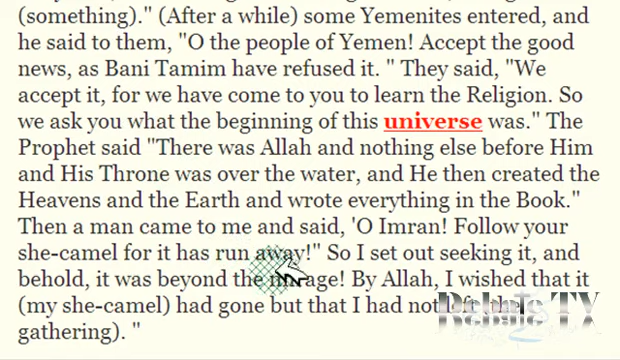 (something)." (After a while) some Yemenites entered, and
he said to them, "O the people of Yemen! Accept the good
news, as Bani Tamim have refused it. " They said, "We
accept it, for we have come to you to learn the Religion. So
we ask you what the beginning of this universe was." The
Prophet said "There was Allah and nothing else before Him
and His Throne was over the water, and He then created the
Heavens and the Earth and wrote everything in the Book."
Then a man came to me and said, 'O Imran! Follow your
she-camel for it has run away!" So I set out seeking it, and
behold, it was beyond the mirage! By Allah, I wished that it
(my she-camel) had gone but that I had not
gathering). "
Debate TV